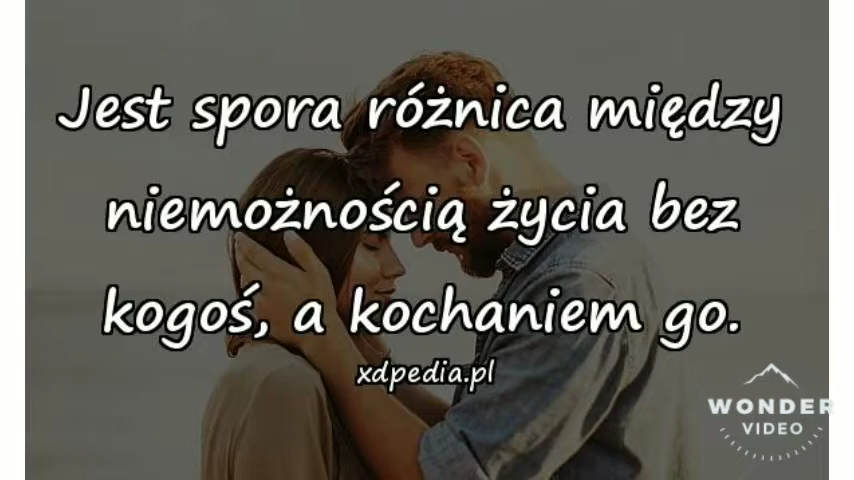 Jest spora różnica między
niemożnością życia bez
kogoś, a kochaniem go.
xdpedia.pl
WONDER
VIDEO